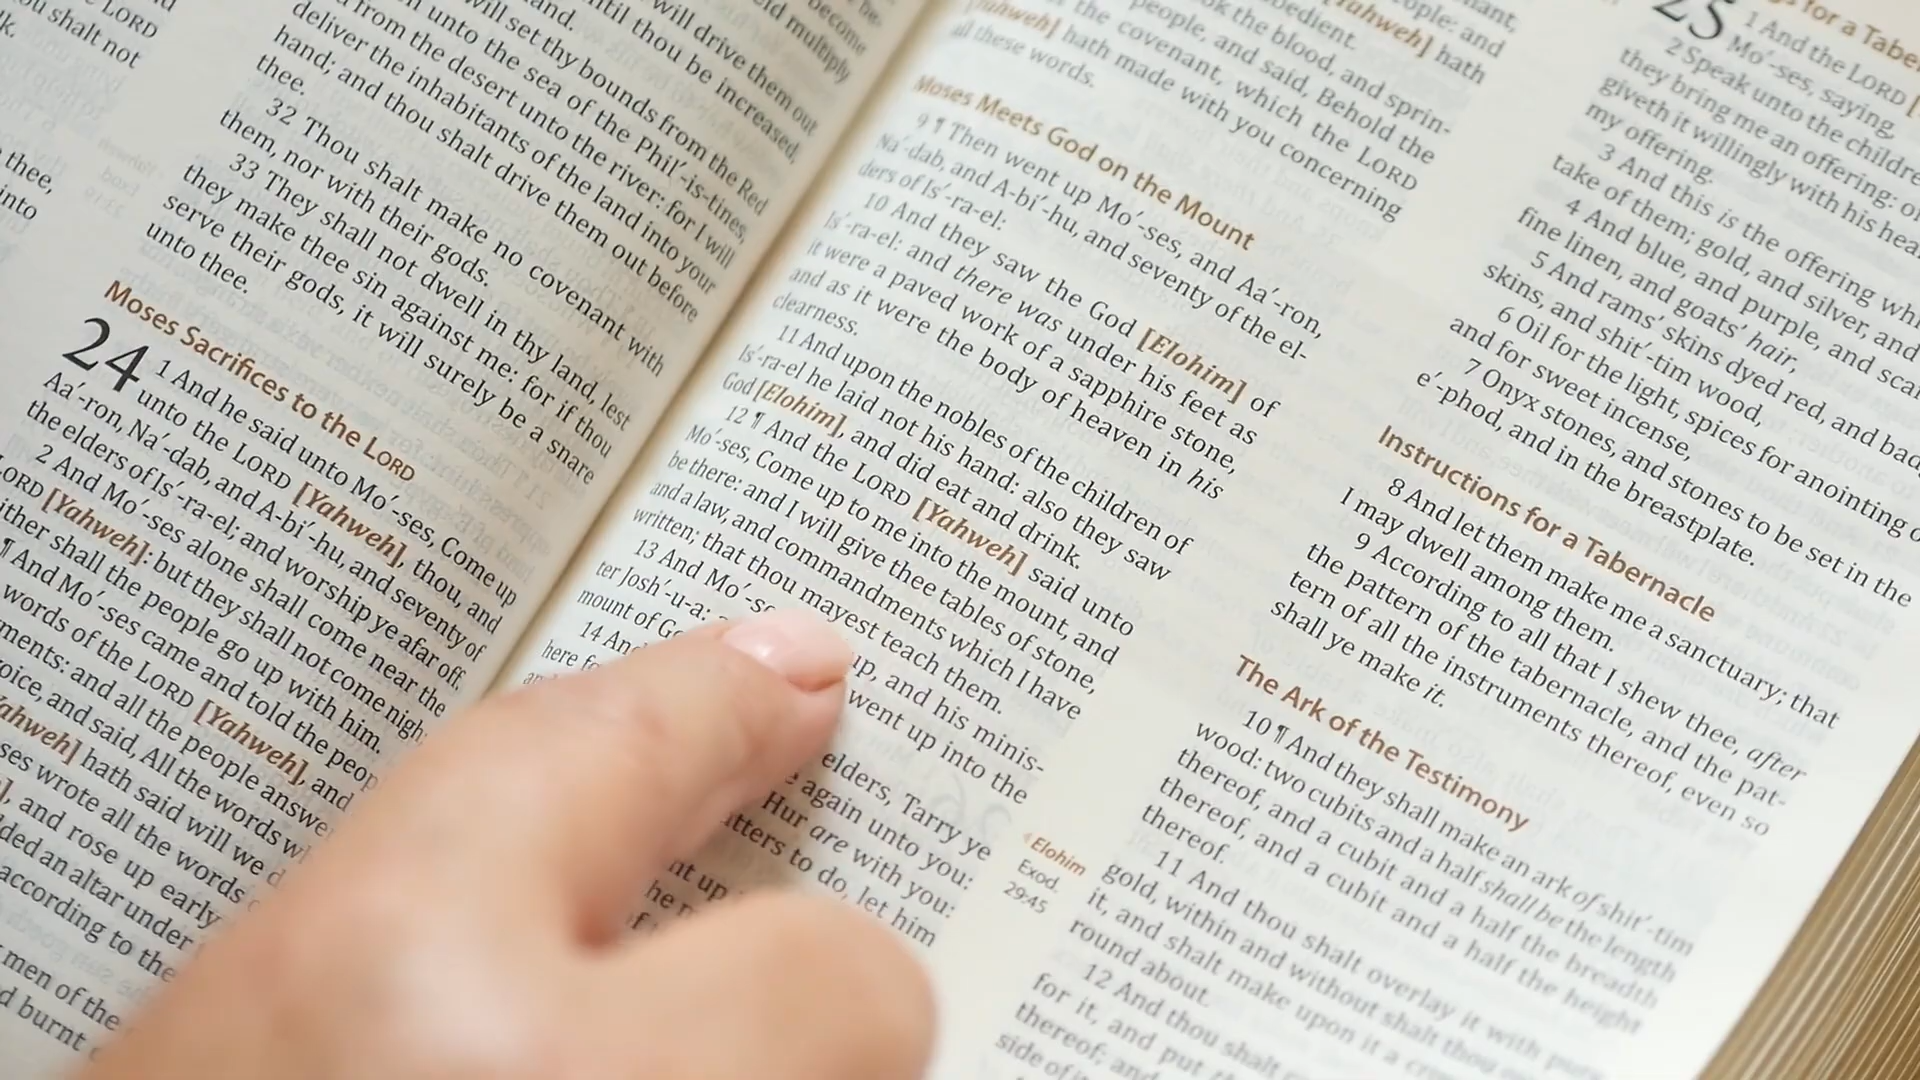 LORD
ou shalt not
k.
thee,
into
become
multiply
will drive them out
until thou be increased,
land.
will set thy bounds from the Red
unto the sea of the Phil´-is-tines,
from the desert unto the river: for I will
deliver the inhabitants of the land into your
hand; and thou shalt drive them out before
thee.
32 Thou shalt make no covenant with
them, nor with their gods.
33 They shall not dwell in thy land, lest
they make thee sin against me: for if thou
serve their gods, it will surely be a snare
unto thee.
Moses Sacrifices to the LORD
24
1 And he said unto Mo´-ses, Come up
unto the LORD [Yahweh], thou, and
Aa´-ron, Na´-dab, and A-bi´-hu, and seventy of
the elders of Is´-ra-el; and worship ye afar off.
2 And Mo´-ses alone shall come near the
LORD [Yahweh]: but they shall not come nigh;
ither shall the people go up with him.
¶ And Mo´-ses came and told the peop
words of the LORD [Yahweh], and
ments: and all the people answe
voice, and said, All the words wh
ahweh] hath said will we d
ses wrote all the words
], and rose up early
ded an altar under
according to the
men of the
d burnt
people: and
[Yahweh] hath
obedient.
ok the blood, and sprin-
people, and said, Behold the
the covenant, which the LORD
[Yahweh] hath made with you concerning
all these words.
Moses Meets God on the Mount
9 ¶ Then went up Mo´-ses, and Aa´-ron,
Na´-dab, and A-bi´-hu, and seventy of the el-
ders of Is´-ra-el:
10 And they saw the God [Elohim] of
Is´-ra-el: and there was under his feet as
it were a paved work of a sapphire stone,
and as it were the body of heaven in his
clearness.
11 And upon the nobles of the children of
Is´-ra-el he laid not his hand: also they saw
God [Elohim], and did eat and drink.
12 ¶ And the LORD [Yahweh] said unto
Mo´-ses, Come up to me into the mount, and
be there: and I will give thee tables of stone,
and a law, and commandments which I have
written; that thou mayest teach them.
13 And Mo´-se up, and his minis-
ter Josh´-u-a: went up into the
mount of Go
14 And elders, Tarry ye
here fo again unto you:
Hur are with you:
tters to do, let him
nt up
Elohim
Exod.
29:45
25
1 And the LORD [
Mo´-ses, saying,
2 Speak unto the childre
they bring me an offering: o
giveth it willingly with his hea
my offering.
3 And this is the offering whi
take of them; gold, and silver, and
4 And blue, and purple, and scar
fine linen, and goats' hair,
5 And rams' skins dyed red, and bad
skins, and shit´-tim wood,
6 Oil for the light, spices for anointing o
and for sweet incense,
7 Onyx stones, and stones to be set in the
e´-phod, and in the breastplate.
Instructions for a Tabernacle
8 And let them make me a sanctuary; that
I may dwell among them.
9 According to all that I shew thee, after
the pattern of the tabernacle, and the pat-
tern of all the instruments thereof, even so
shall ye make it.
The Ark of the Testimony
10 ¶ And they shall make an ark of shit´-tim
wood: two cubits and a half shall be the length
thereof, and a cubit and a half the breadth
thereof, and a cubit and a half the height
thereof.
11 And thou shalt overlay it with pure
gold, within and without shalt thou
it, and shalt make upon it a cr
round about.
12 And thou shalt
for it, and put
thereof; and
side of it